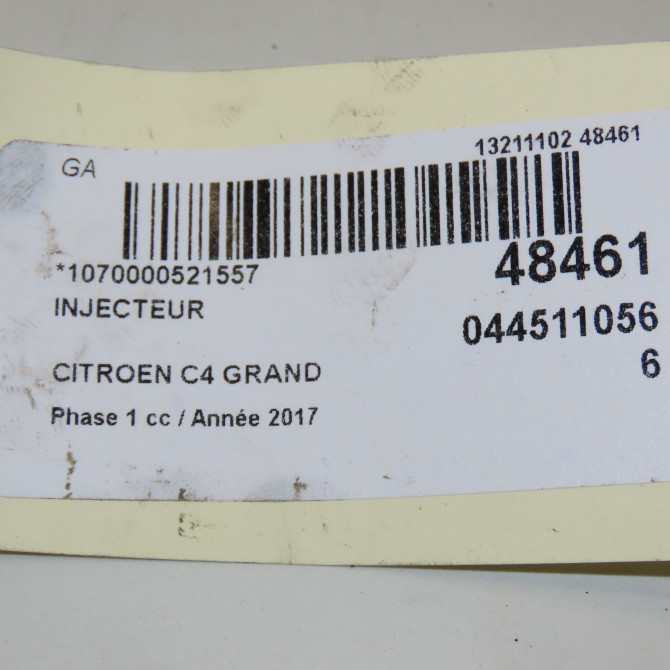 GA
13211102 48461
*1070000521557
48461
INJECTEUR
044511056
6
CITROEN C4 GRAND
Phase 1 cc / Année 2017